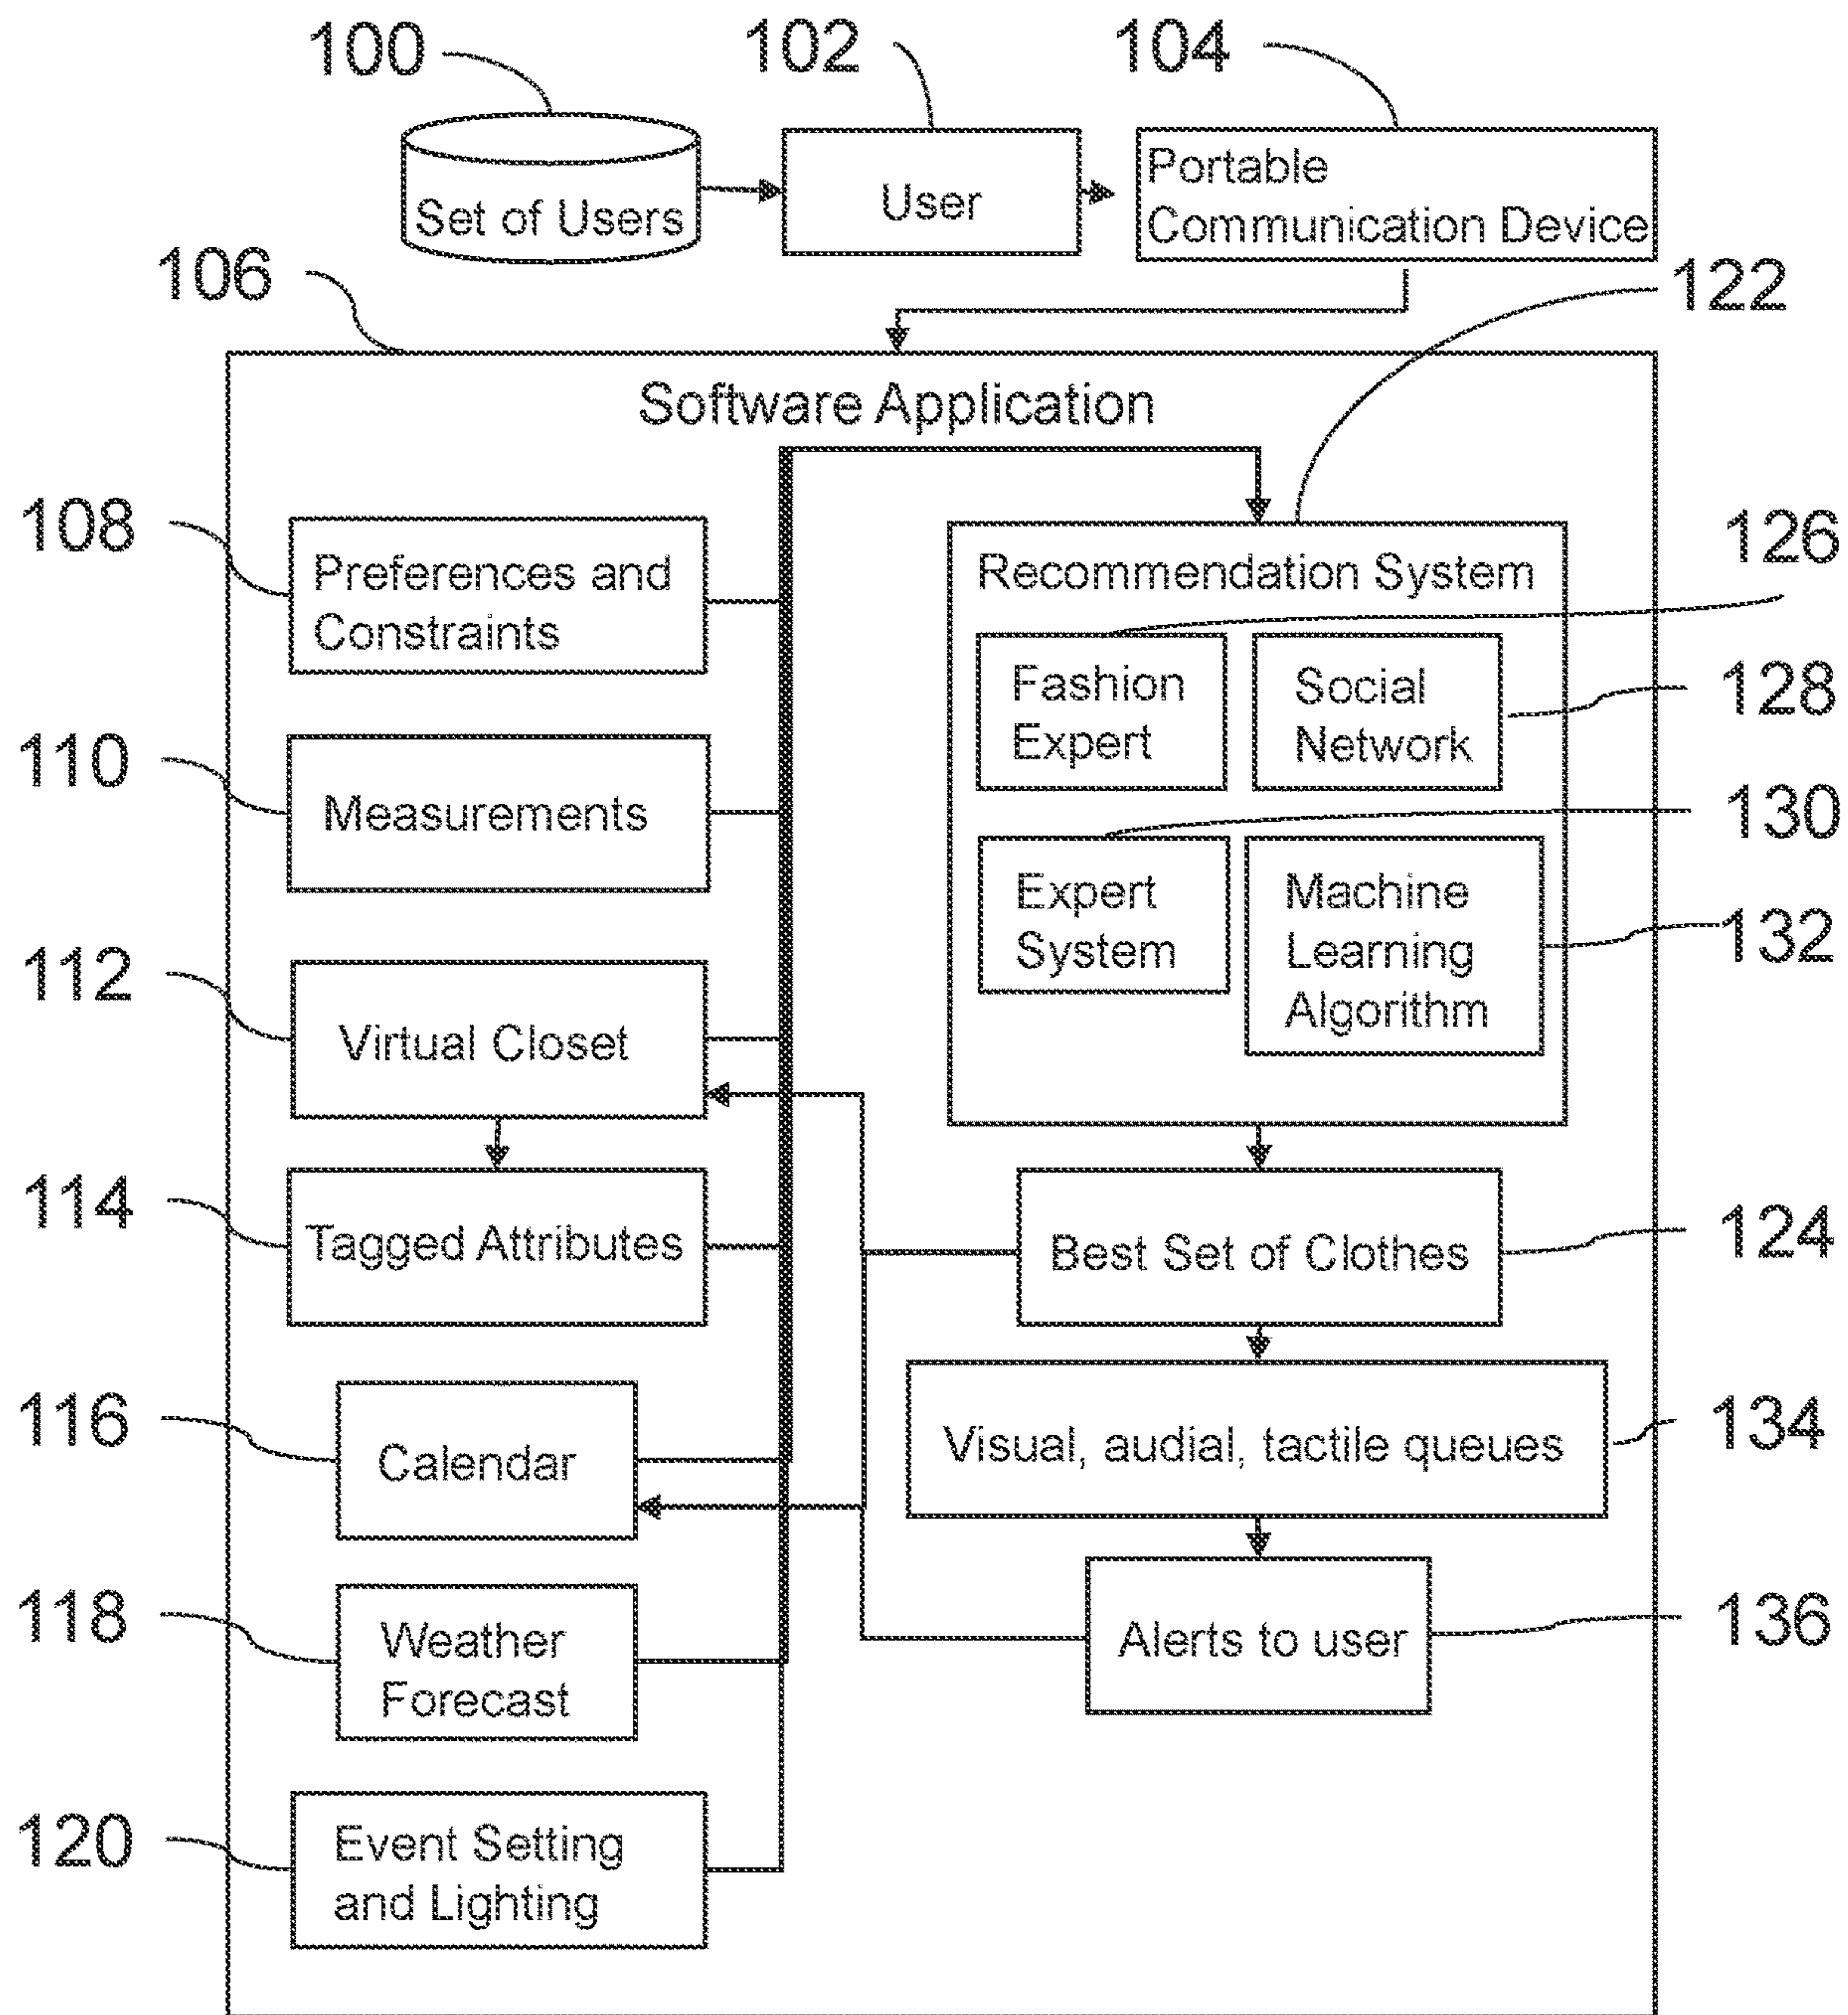 100
102
104
Set of Users
User
Portable
Communication Device
106
122
Software Application
108
Preferences and
Constraints
Recommendation System
126
Fashion
Expert
Social
Network
128
110
Measurements
130
Expert
System
Machine
Learning
Algorithm
132
112
Virtual Closet
114
Tagged Attributes
Best Set of Clothes
124
116
Calendar
Visual, audial, tactile queues
134
118
Weather
Forecast
Alerts to user
136
120
Event Setting
and Lighting